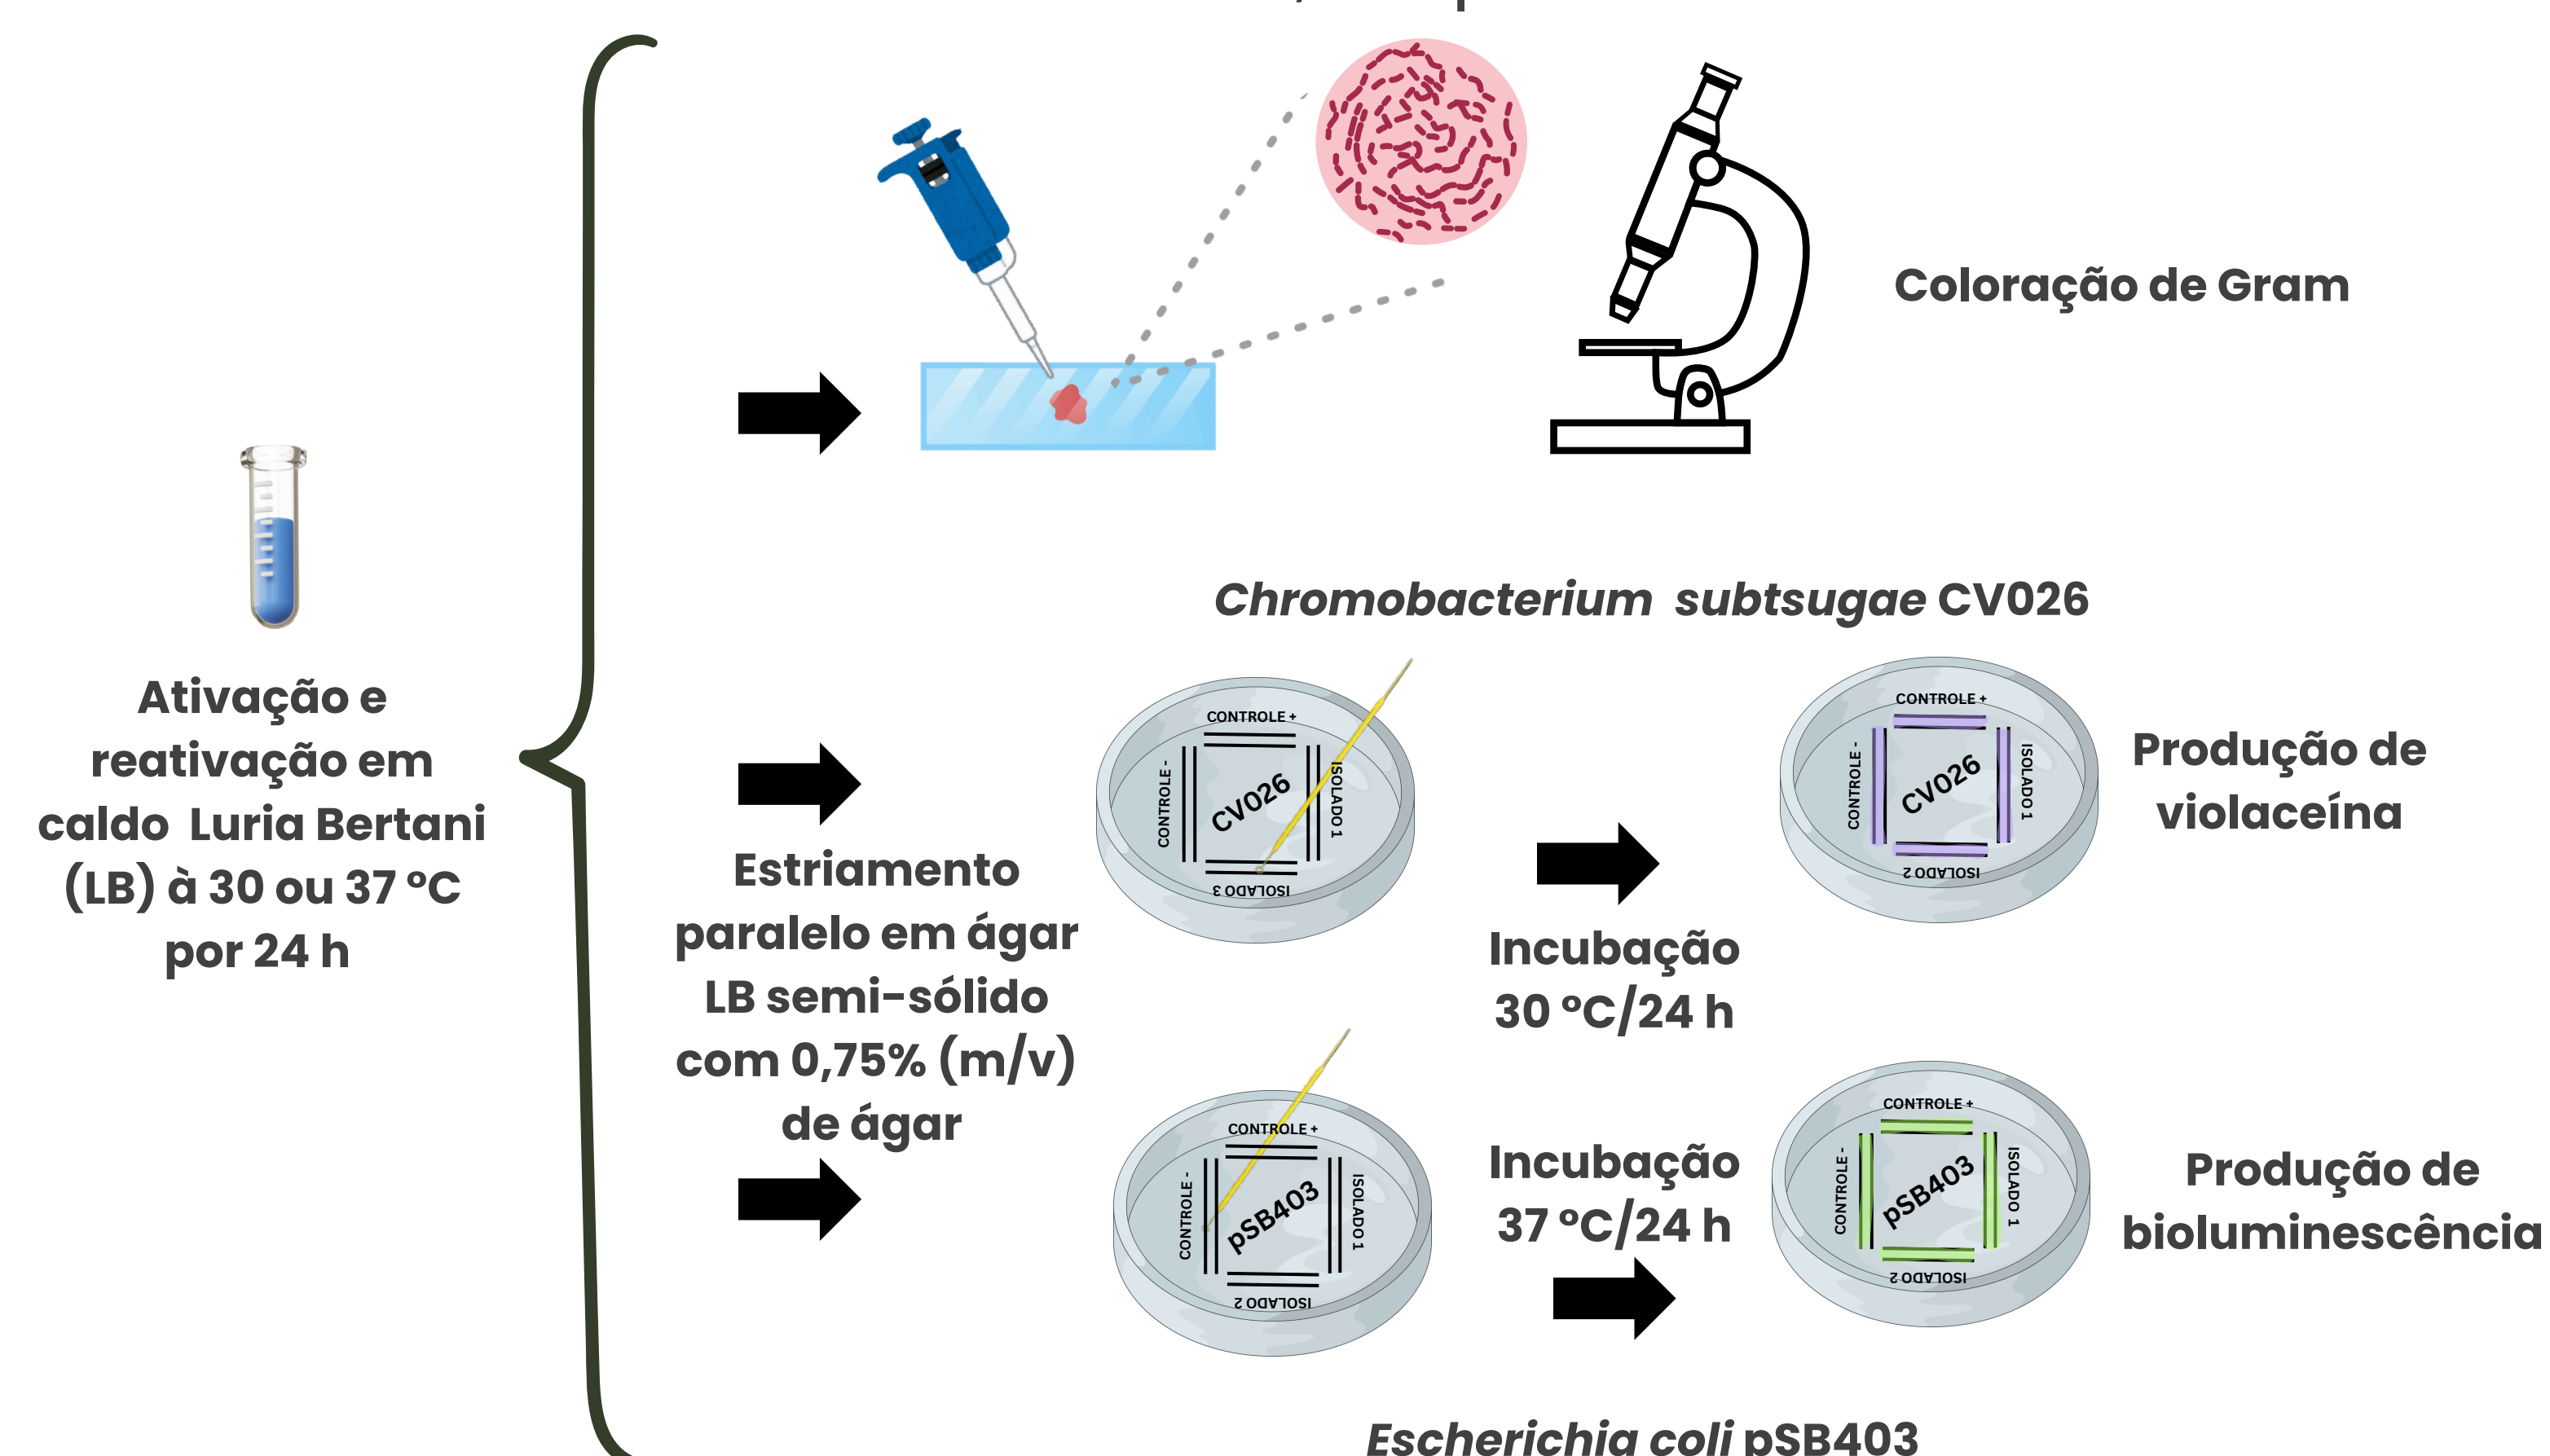 Coloração de Gram
Ativação e
reativação em
caldo Luria Bertani
(LB) à 30 ou 37 °C
por 24 h
Chromobacterium subtsugae CV026
CONTROLE +
CONTROLE -
CV026
ISOLADO 1
ISOLADO 3
CONTROLE +
CONTROLE -
CV026
ISOLADO 1
ISOLADO 2
Produção de
violaceína
Estriamento
paralelo em ágar
LB semi-sólido
com 0,75% (m/v)
de ágar
Incubação
30 °C/24 h
CONTROLE +
CONTROLE -
pSB403
ISOLADO 1
ISOLADO 2
Incubação
37 °C/24 h
CONTROLE +
CONTROLE -
pSB403
ISOLADO 1
ISOLADO 2
Produção de
bioluminescência
Escherichia coli pSB403